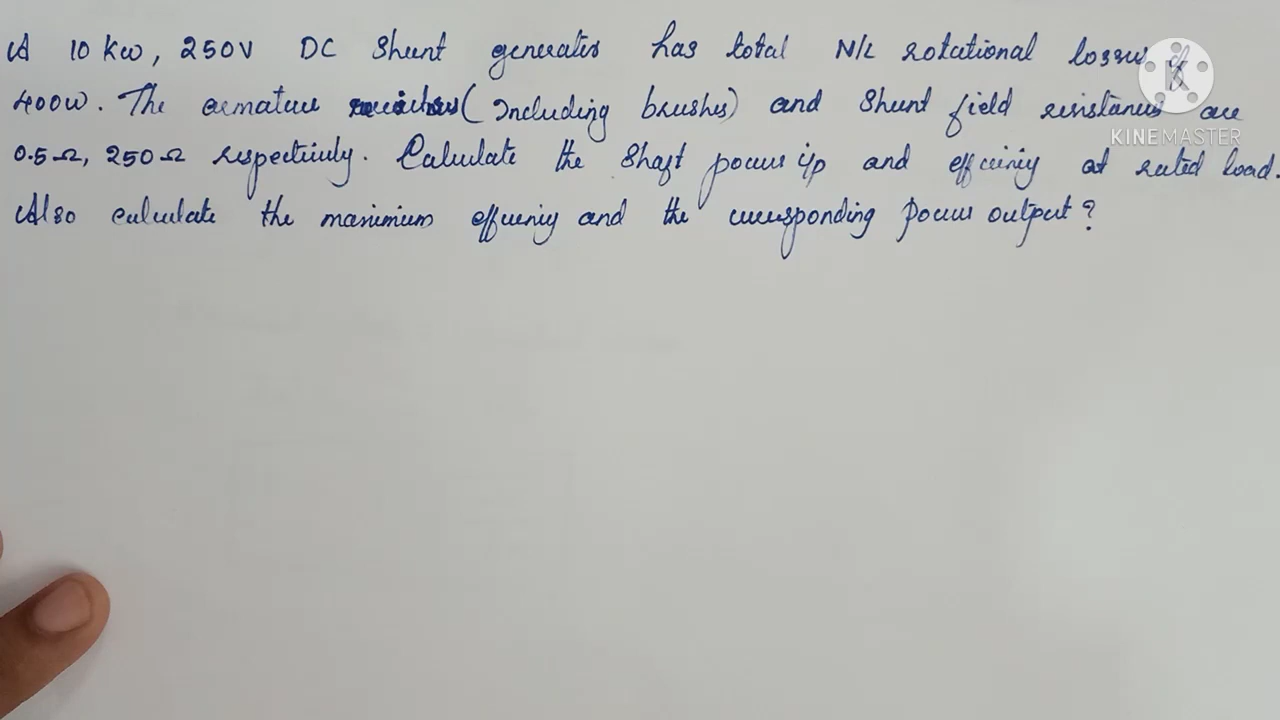 A 10 kw, 250V DC Shunt generator has total N/L rotational losses of
400w. The armature (Including brushes) and Shunt field resistances are
0.5Ω, 250Ω respectively. Calculate the Shaft power i/p and efficiency at rated load.
Also calculate the maximum efficiency and the corresponding Power output?
KINEMASTER